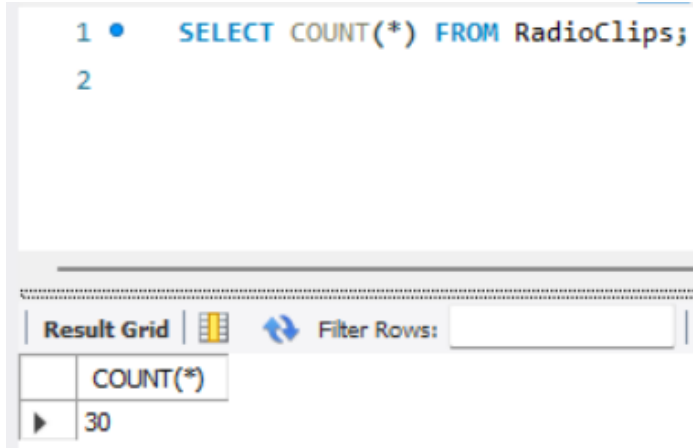 1 SELECT COUNT(*) FROM RadioClips;
2
Result Grid Filter Rows:
COUNT(*)
30